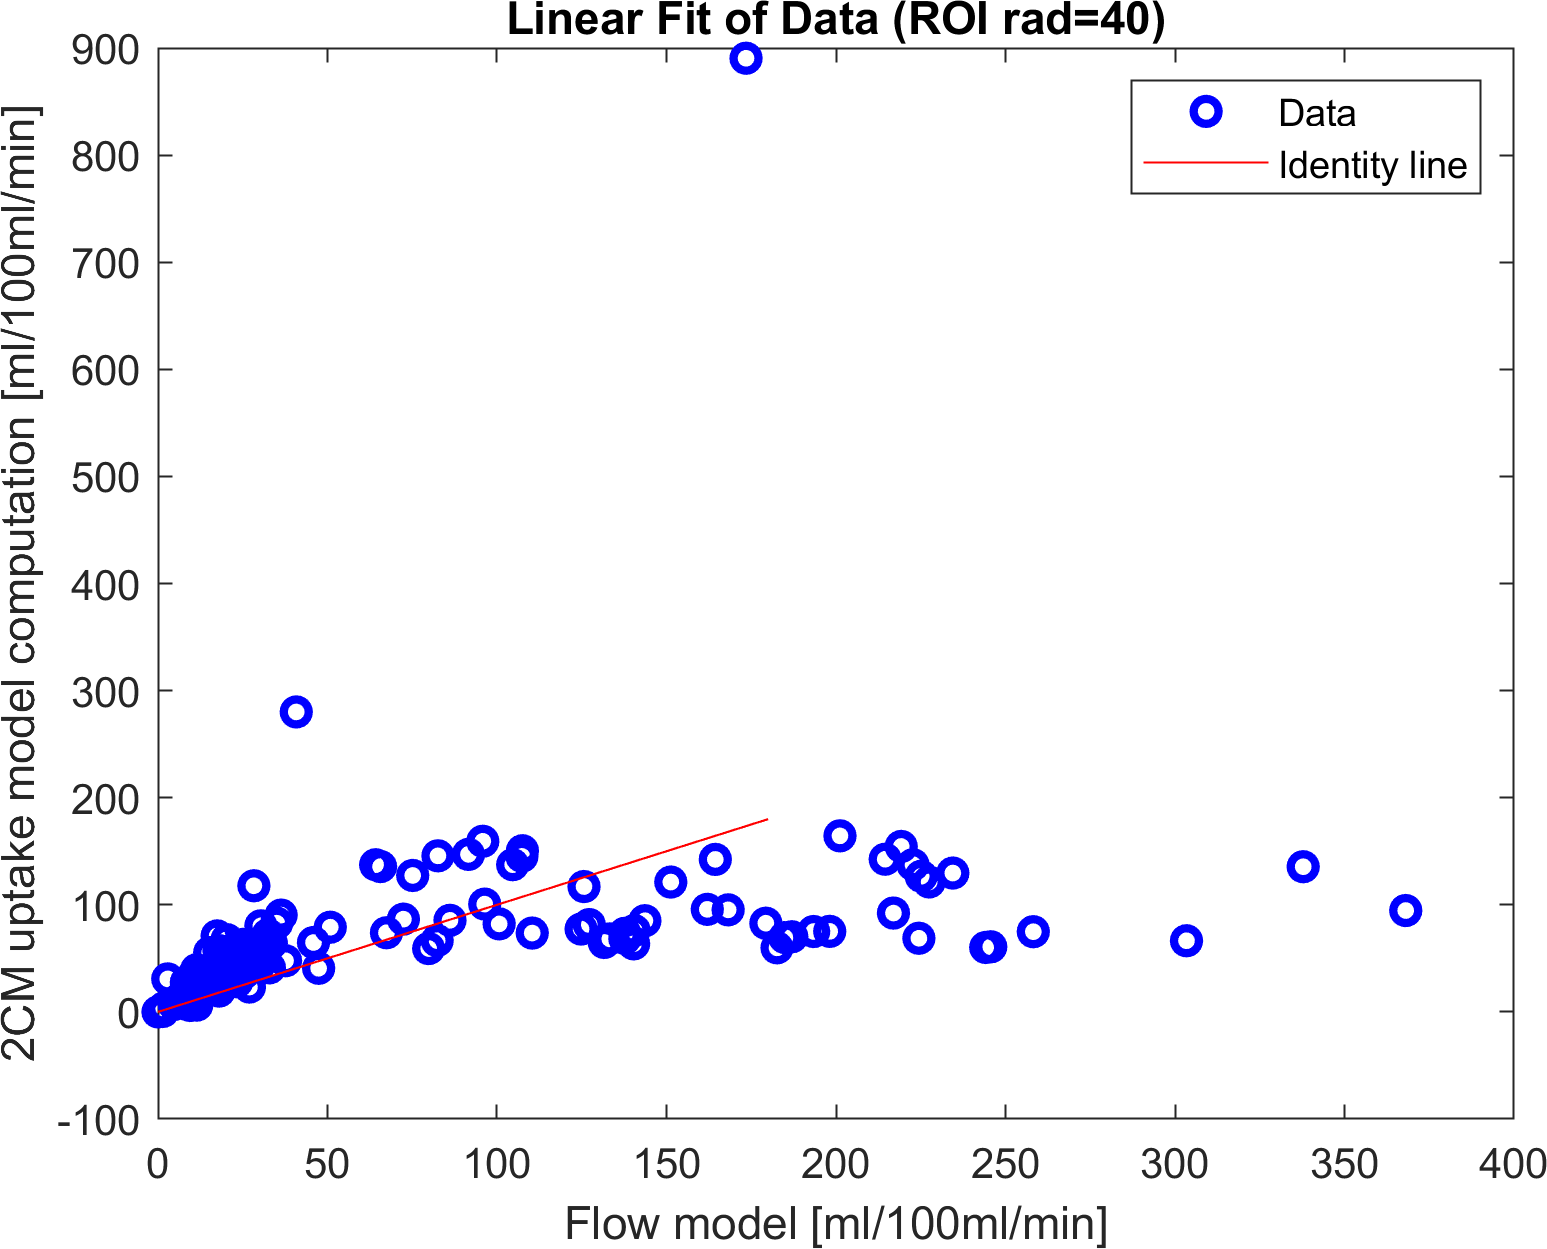 Linear Fit of Data (ROI rad=40)
900
800
700
600
500
400
300
200
100
0
-100
2CM uptake model computation [ml/100ml/min]
Data
Identity line
0 50 100 150 200 250 300 350 400
Flow model [ml/100ml/min]